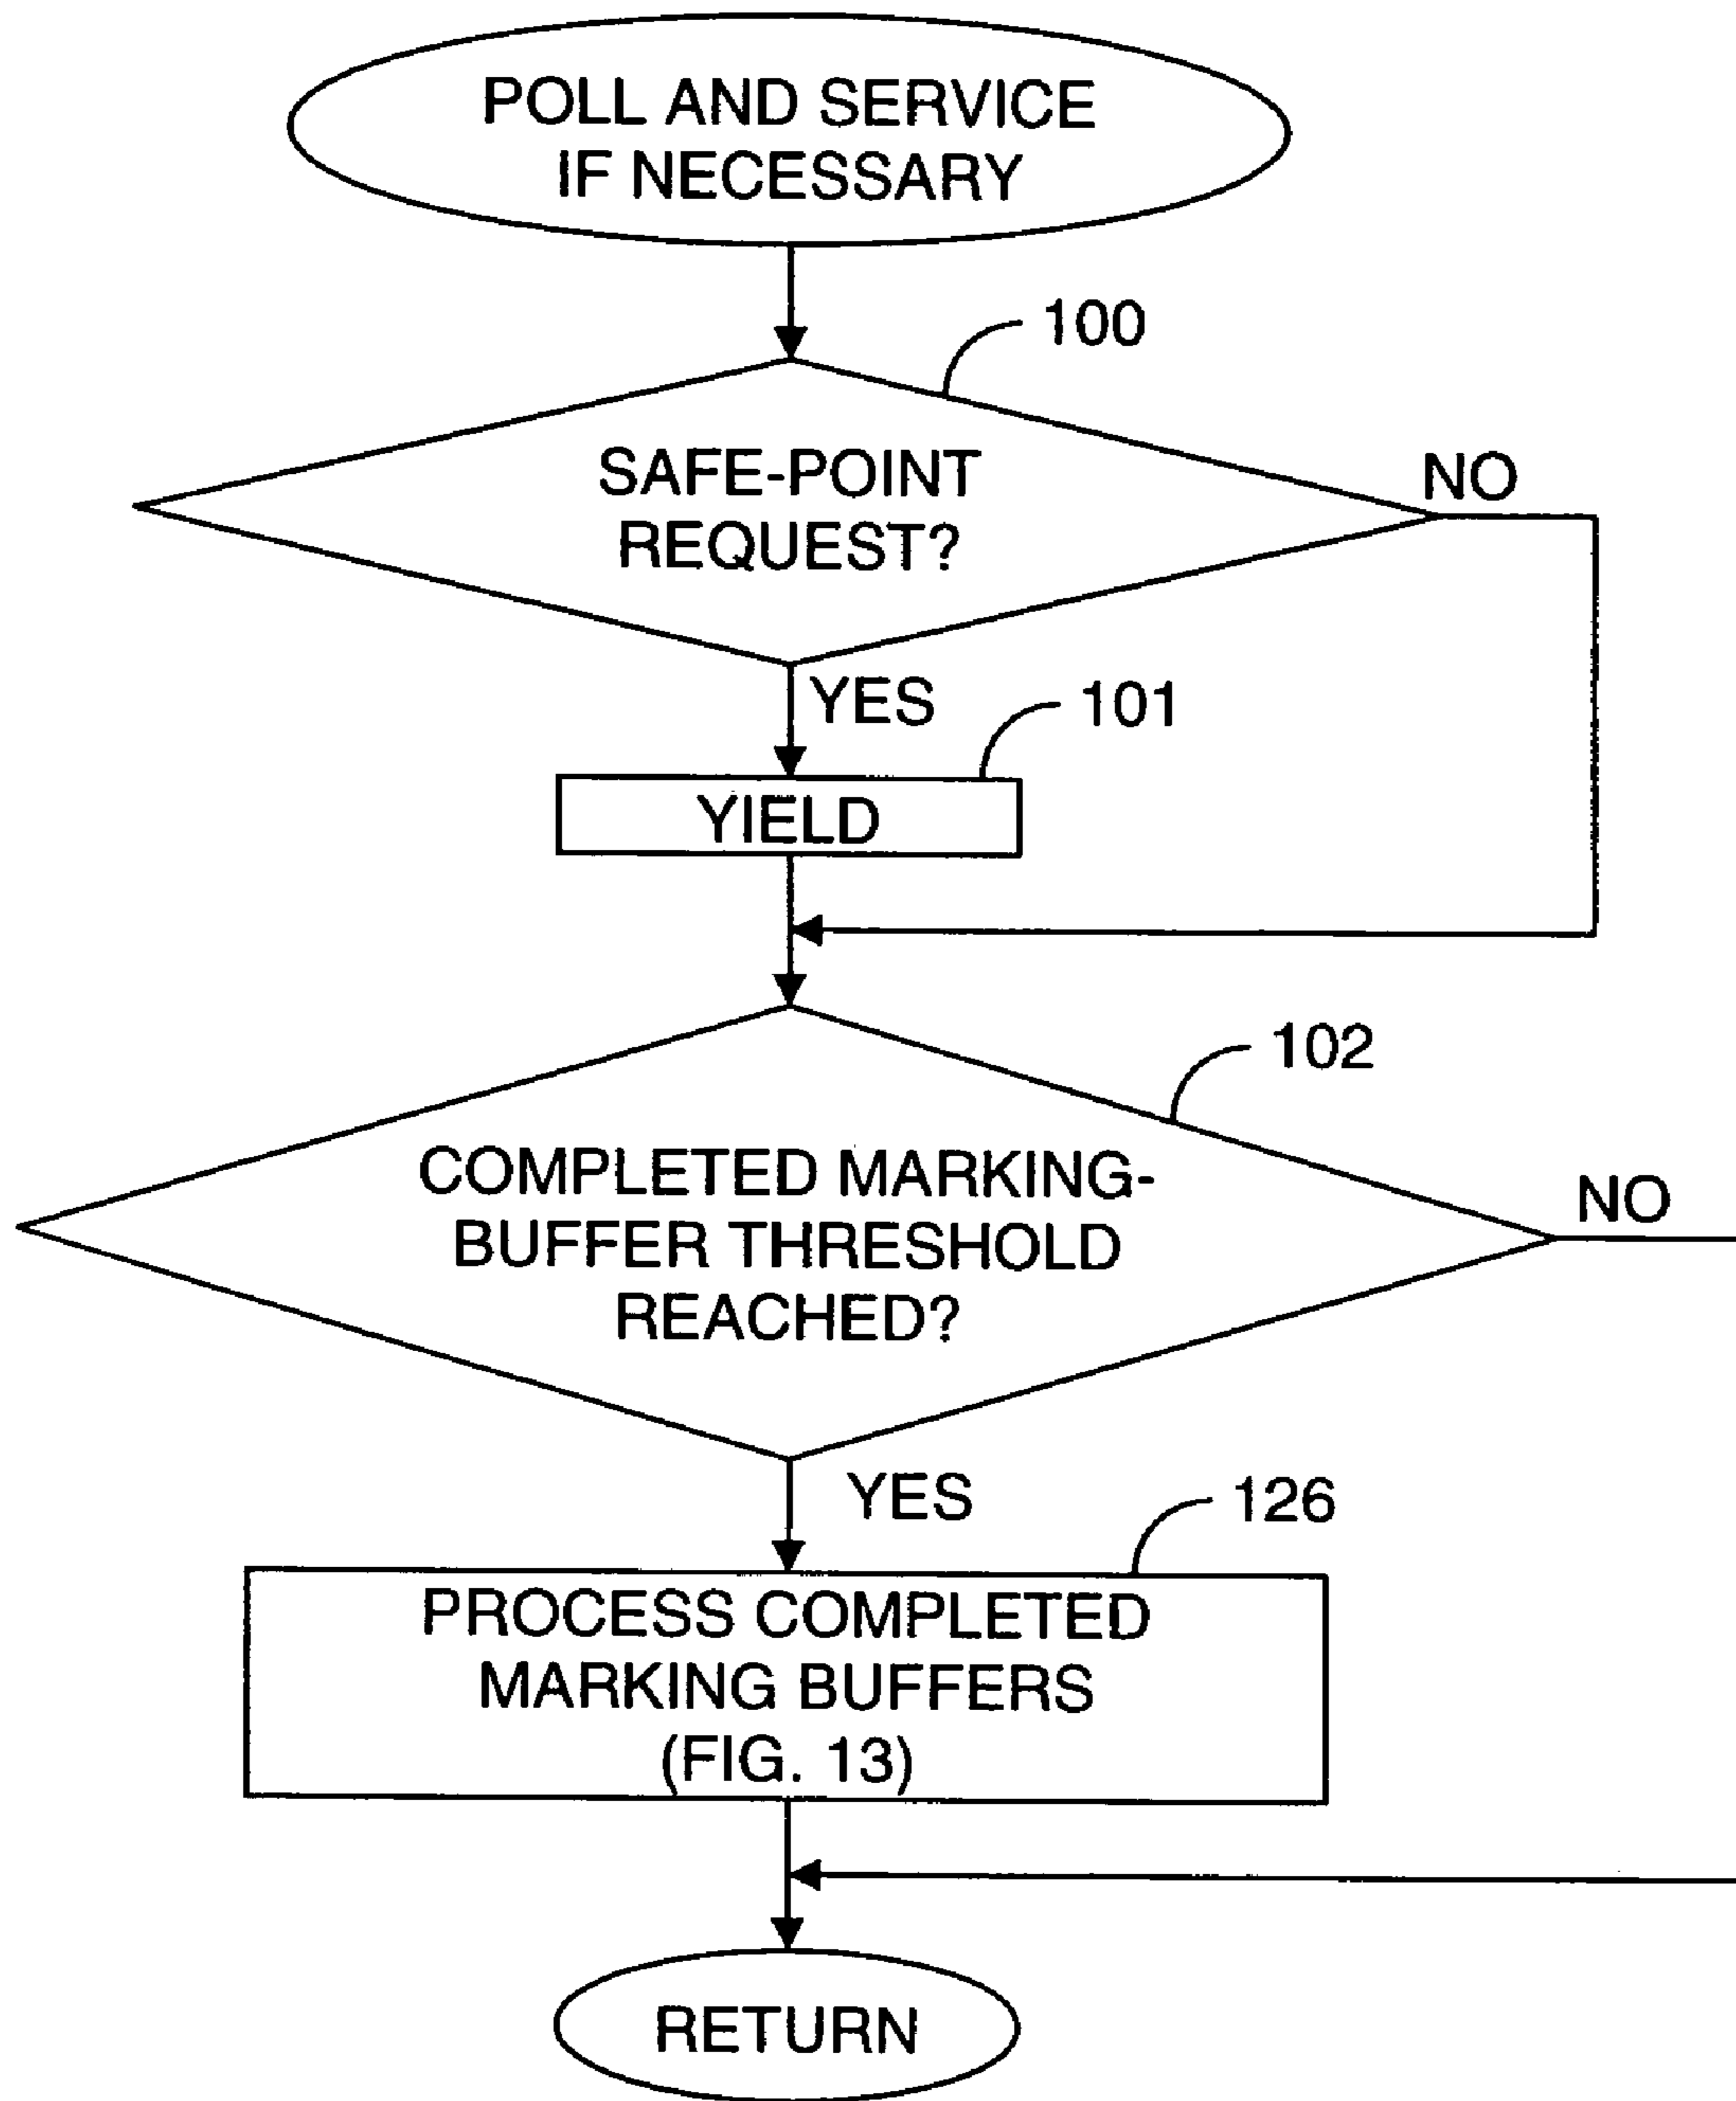 POLL AND SERVICE
IF NECESSARY
100
SAFE-POINT
REQUEST?
NO
YES
101
YIELD
102
COMPLETED MARKING-
BUFFER THRESHOLD
REACHED?
NO
YES
126
PROCESS COMPLETED
MARKING BUFFERS
(FIG. 13)
RETURN